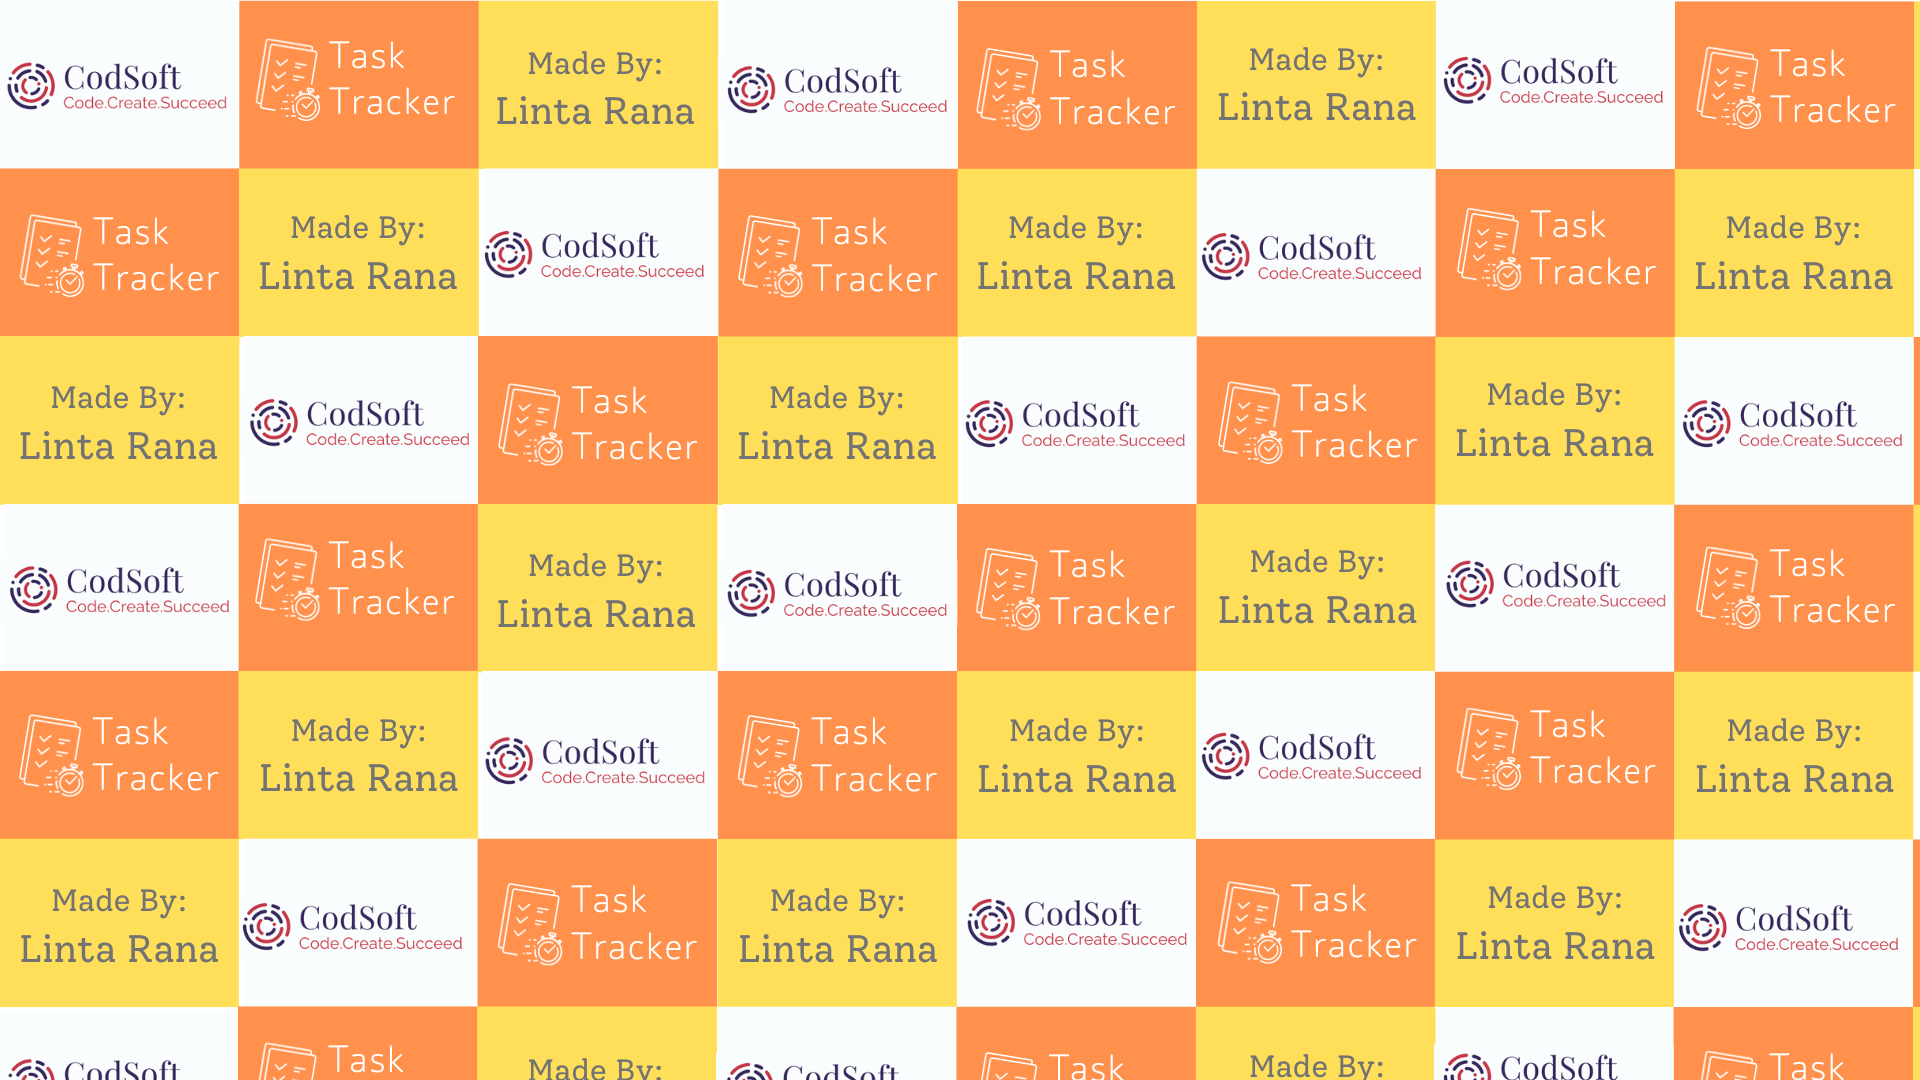 CodSoft
Code.Create.Succeed
Task
Tracker
Made By:
Linta Rana
CodSoft
Code.Create.Succeed
Task
Tracker
Made By:
Linta Rana
CodSoft
Code.Create.Succeed
Task
Tracker
Task
Tracker
Made By:
Linta Rana
CodSoft
Code.Create.Succeed
Task
Tracker
Made By:
Linta Rana
CodSoft
Code.Create.Succeed
Task
Tracker
Made By:
Linta Rana
Made By:
Linta Rana
CodSoft
Code.Create.Succeed
Task
Tracker
Made By:
Linta Rana
CodSoft
Code.Create.Succeed
Task
Tracker
Made By:
Linta Rana
CodSoft
Code.Create.Succeed
CodSoft
Code.Create.Succeed
Task
Tracker
Made By:
Linta Rana
CodSoft
Code.Create.Succeed
Task
Tracker
Made By:
Linta Rana
CodSoft
Code.Create.Succeed
Task
Tracker
Task
Tracker
Made By:
Linta Rana
CodSoft
Code.Create.Succeed
Task
Tracker
Made By:
Linta Rana
CodSoft
Code.Create.Succeed
Task
Tracker
Made By:
Linta Rana
Made By:
Linta Rana
CodSoft
Code.Create.Succeed
Task
Tracker
Made By:
Linta Rana
CodSoft
Code.Create.Succeed
Task
Tracker
Made By:
Linta Rana
CodSoft
Code.Create.Succeed
CodSoft
Task
Made By:
CodSoft
Task
Made By:
CodSoft
Task